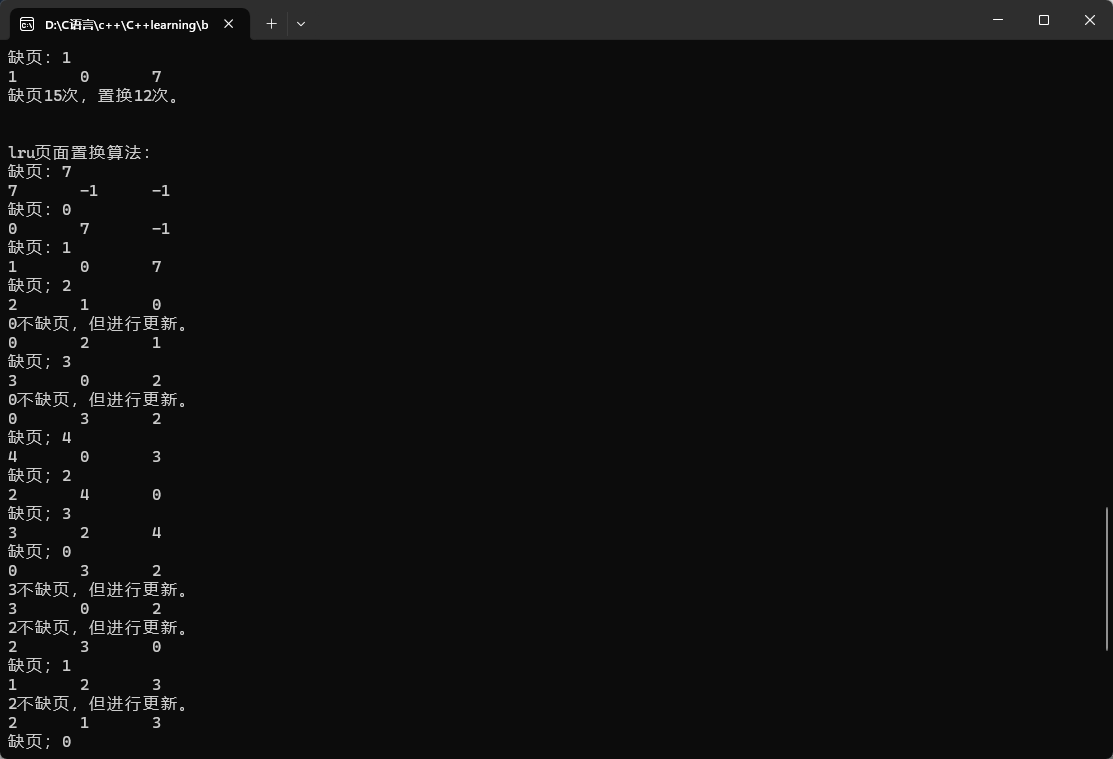 D:\C语言\c++\C++learning\b
缺页：1
1 0 7
缺页15次，置换12次。
lru页面置换算法：
缺页：7
7 -1 -1
缺页：0
0 7 -1
缺页：1
1 0 7
缺页；2
2 1 0
0不缺页，但进行更新。
0 2 1
缺页；3
3 0 2
0不缺页，但进行更新。
0 3 2
缺页；4
4 0 3
缺页；2
2 4 0
缺页；3
3 2 4
缺页；0
0 3 2
3不缺页，但进行更新。
3 0 2
2不缺页，但进行更新。
2 3 0
缺页；1
1 2 3
2不缺页，但进行更新。
2 1 3
缺页；0